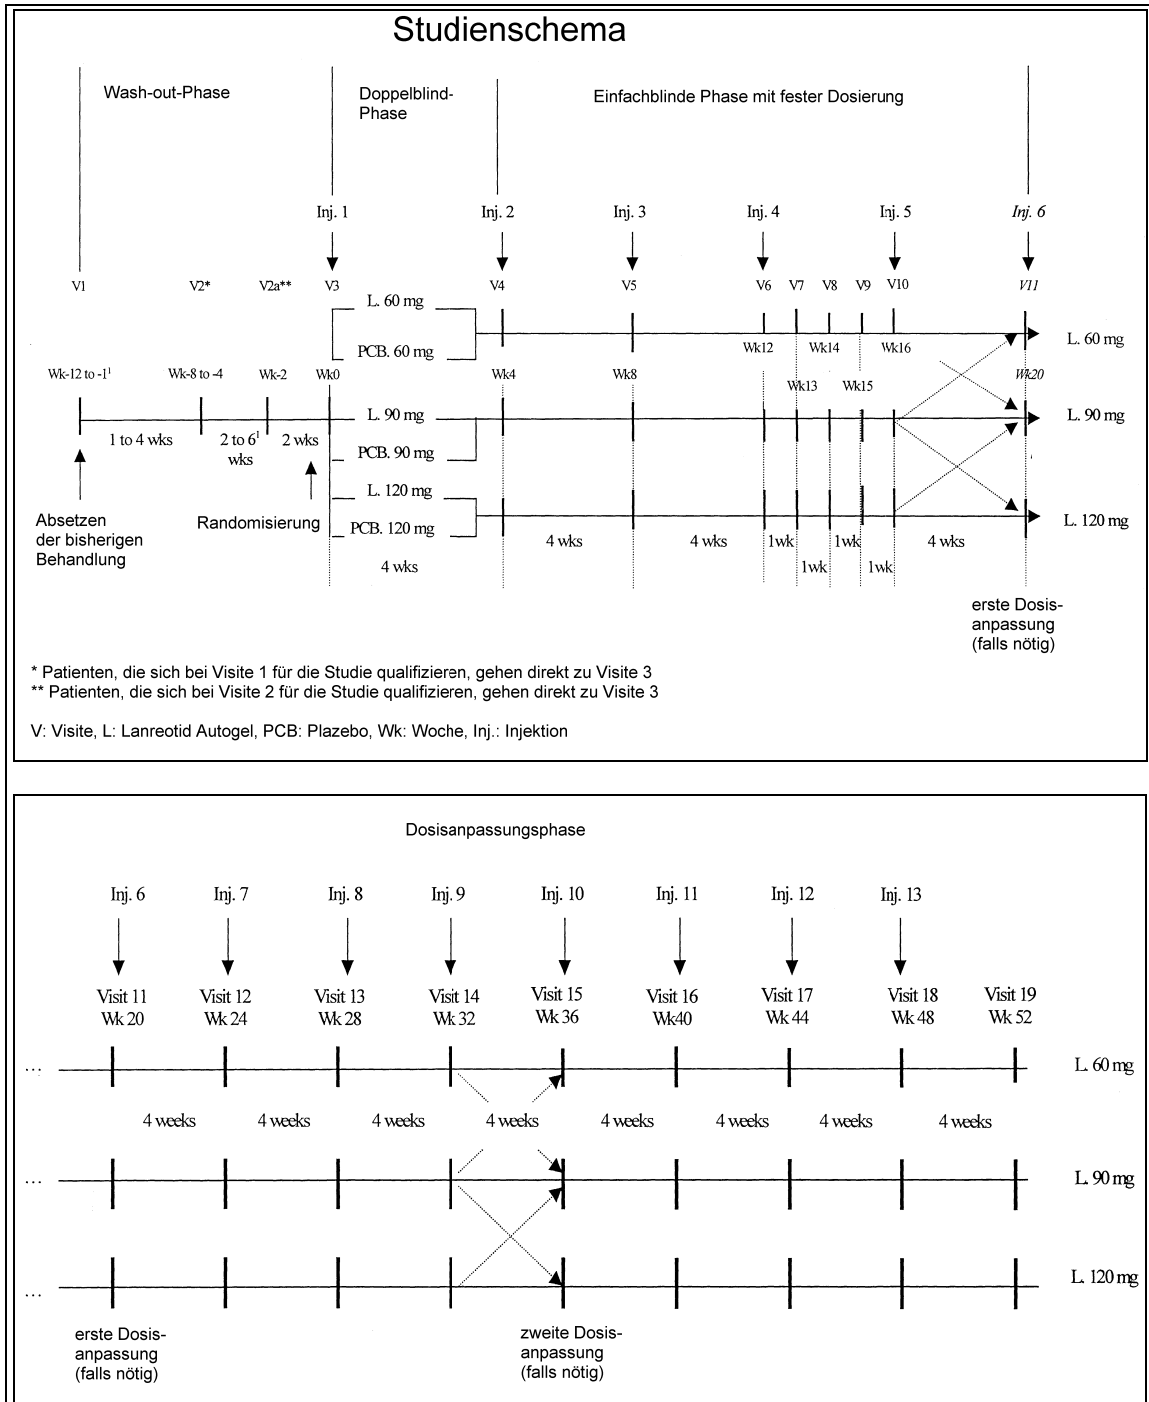 Studienschema
Wash-out-Phase
Doppelblind-
Phase
Einfachblinde Phase mit fester Dosierung
Inj. 1
Inj. 2
Inj. 3
Inj. 4
Inj. 5
Inj. 6
V1
V2*
V2a**
V3
V4
V5
V6
V7
V8
V9
V10
V11
L. 60 mg
PCB. 60 mg
L. 60 mg
Wk12
Wk14
Wk16
Wk-12 to -1¹
Wk-8 to -4
Wk-2
Wk0
Wk4
Wk8
Wk13
Wk15
Wk20
L. 90 mg
L. 90 mg
1 to 4 wks
2 to 6¹
wks
2 wks
PCB. 90 mg
L. 120 mg
PCB. 120 mg
L. 120 mg
Absetzen
der bisherigen
Behandlung
Randomisierung
4 wks
4 wks
4 wks
1wk
1wk
1wk
1wk
4 wks
erste Dosis-
anpassung
(falls nötig)
* Patienten, die sich bei Visite 1 für die Studie qualifizieren, gehen direkt zu Visite 3
** Patienten, die sich bei Visite 2 für die Studie qualifizieren, gehen direkt zu Visite 3
V: Visite, L: Lanreotid Autogel, PCB: Plazebo, Wk: Woche, Inj.: Injektion
Dosisanpassungsphase
Inj. 6
Inj. 7
Inj. 8
Inj. 9
Inj. 10
Inj. 11
Inj. 12
Inj. 13
Visit 11
Wk 20
Visit 12
Wk 24
Visit 13
Wk 28
Visit 14
Wk 32
Visit 15
Wk 36
Visit 16
Wk40
Visit 17
Wk 44
Visit 18
Wk 48
Visit 19
Wk 52
...
L. 60 mg
4 weeks
4 weeks
4 weeks
4 weeks
4 weeks
4 weeks
4 weeks
4 weeks
...
L. 90 mg
...
L. 120 mg
erste Dosis-
anpassung
(falls nötig)
zweite Dosis-
anpassung
(falls nötig)